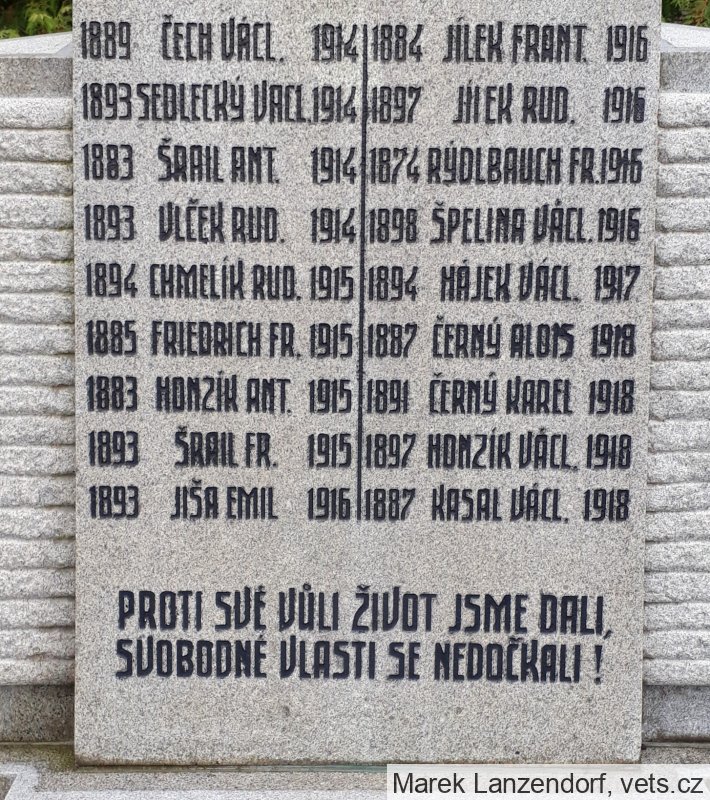 1889 ČECH VÁCL. 1914 1884 JÍLEK FRANT. 1916
1893 SEDLECKÝ VACL. 1914 1897 JÍLEK RUD. 1916
1883 ŠRAIL ANT. 1914 1874 RÝDLBAUCH FR. 1916
1893 VLČEK RUD. 1914 1898 ŠPELINA VÁCL. 1916
1894 CHMELÍK RUD. 1915 1894 HÁJEK VÁCL. 1917
1885 FRIEDRICH FR. 1915 1887 ČERNÝ ALOIS 1918
1883 HONZÍK ANT. 1915 1891 ČERNÝ KAREL 1918
1893 ŠRAIL FR. 1915 1897 HONZÍK VÁCL. 1918
1893 JIŠA EMIL 1916 1887 KASAL VÁCL. 1918
PROTI SVÉ VŮLI ŽIVOT JSME DALI,
SVOBODNÉ VLASTI SE NEDOČKALI !
Marek Lanzendorf, vets.cz